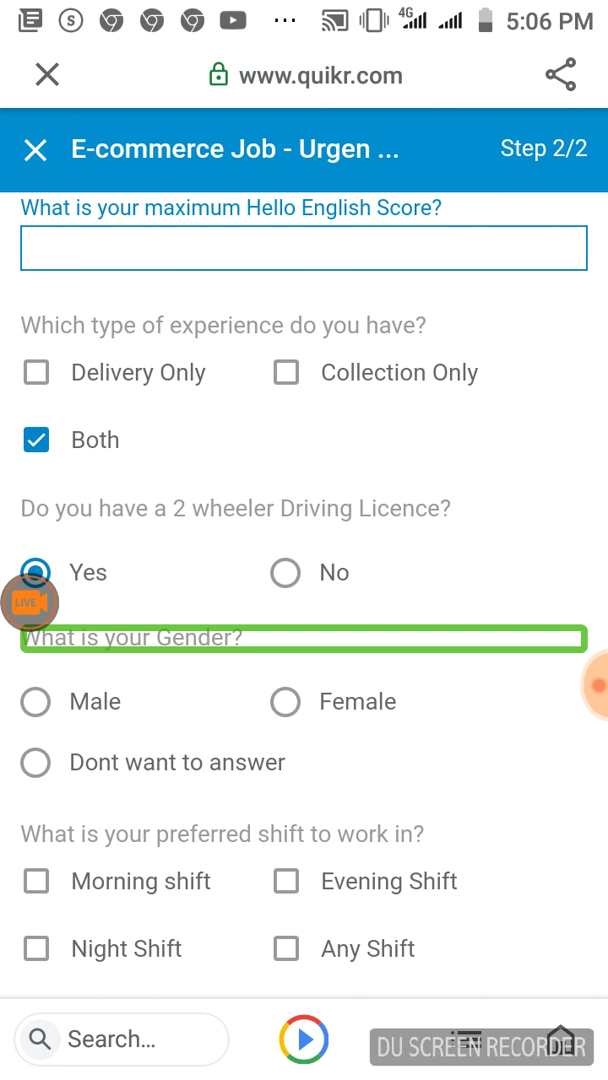 4G 5:06 PM
www.quikr.com
E-commerce Job - Urgen ... Step 2/2
What is your maximum Hello English Score?
Which type of experience do you have?
Delivery Only Collection Only
Both
Do you have a 2 wheeler Driving Licence?
Yes No
LIVE
What is your Gender?
Male Female
Dont want to answer
What is your preferred shift to work in?
Morning shift Evening Shift
Night Shift Any Shift
Search...
DU SCREEN RECORDER